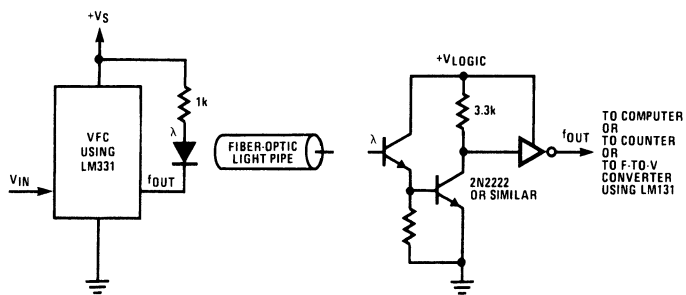 +VS
1k
λ
VFC
USING
LM331
VIN
fOUT
FIBER-OPTIC
LIGHT PIPE
+VLOGIC
3.3k
λ
2N2222
OR SIMILAR
fOUT
TO COMPUTER
OR
TO COUNTER
OR
TO F-TO-V
CONVERTER
USING LM131